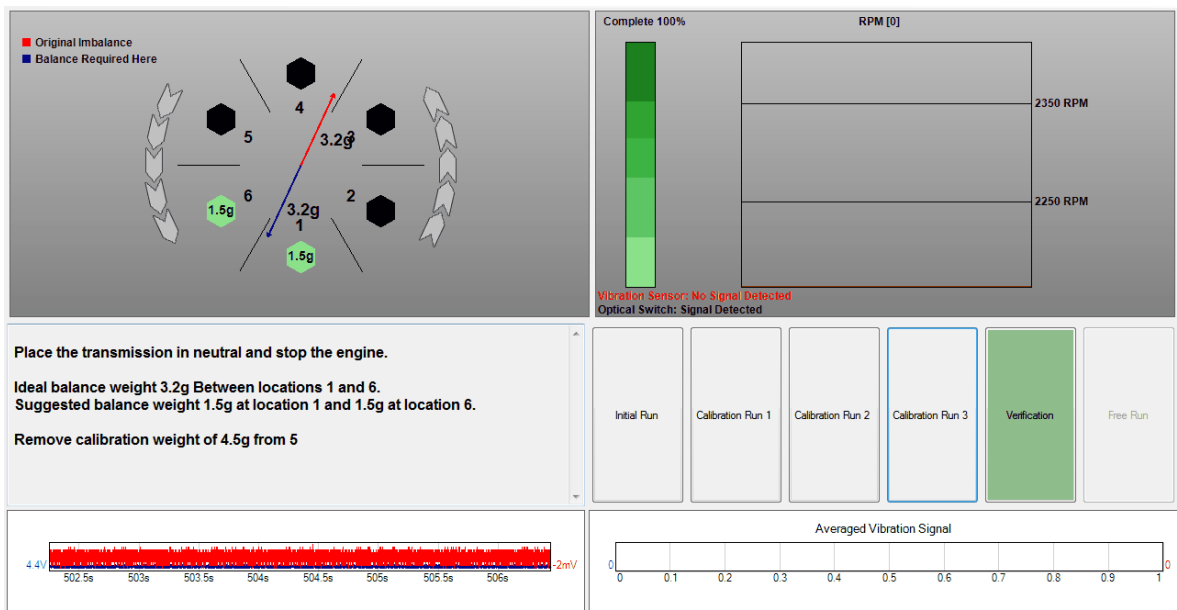 Original Imbalance
Balance Required Here
4
5
3.2g
3
6
2
1.5g
3.2g
1
1.5g
Complete 100%
RPM [0]
2350 RPM
2250 RPM
Vibration Sensor: No Signal Detected
Optical Switch: Signal Detected
Place the transmission in neutral and stop the engine.
Ideal balance weight 3.2g Between locations 1 and 6.
Suggested balance weight 1.5g at location 1 and 1.5g at location 6.
Remove calibration weight of 4.5g from 5
Initial Run
Calibration Run 1
Calibration Run 2
Calibration Run 3
Verification
Free Run
4.4V
-2mV
502.5s 503s 503.5s 504s 504.5s 505s 505.5s 506s
Averaged Vibration Signal
0
0
0 0.1 0.2 0.3 0.4 0.5 0.6 0.7 0.8 0.9 1